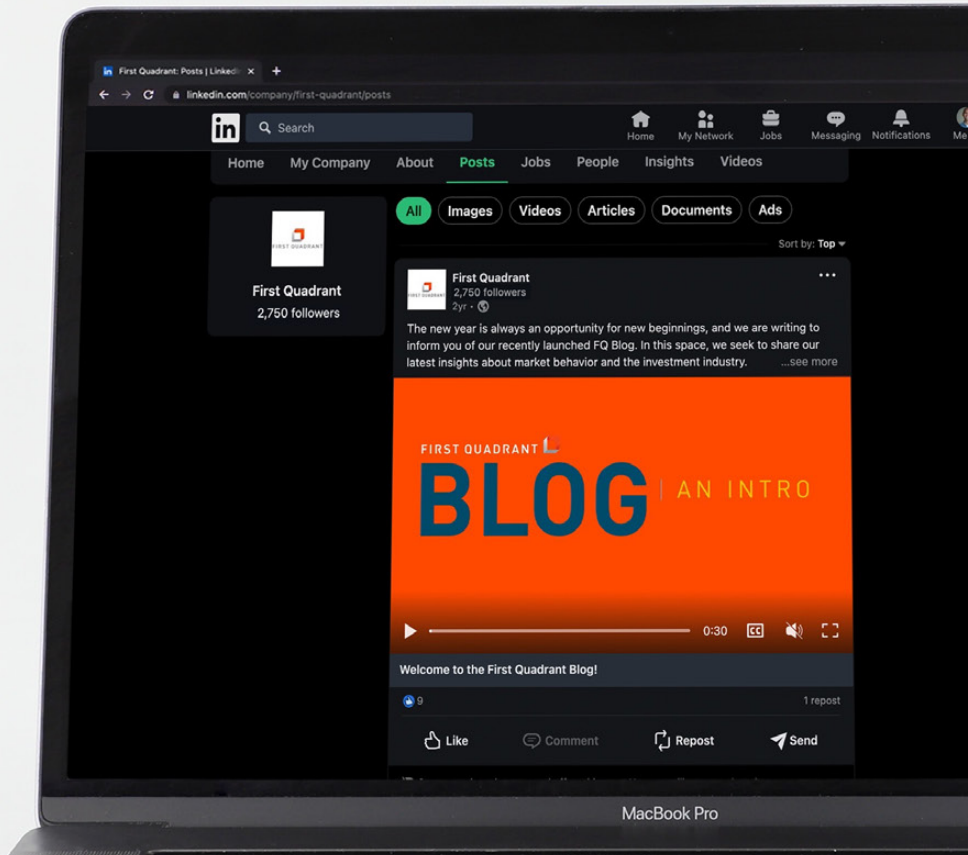 First Quadrant: Posts | Linked
linkedin.com/company/first-quadrant/posts
in Search
Home My Network Jobs Messaging Notifications Me
Home My Company About Posts Jobs People Insights Videos
All Images Videos Articles Documents Ads
Sort by: Top
FIRST QUADRANT
First Quadrant
2,750 followers
FIRST QUADRANT
First Quadrant
2,750 followers
2yr •
The new year is always an opportunity for new beginnings, and we are writing to
inform you of our recently launched FQ Blog. In this space, we seek to share our
latest insights about market behavior and the investment industry. ...see more
FIRST QUADRANT
BLOG | AN INTRO
0:30 CC
Welcome to the First Quadrant Blog!
9 1 repost
Like Comment Repost Send
MacBook Pro